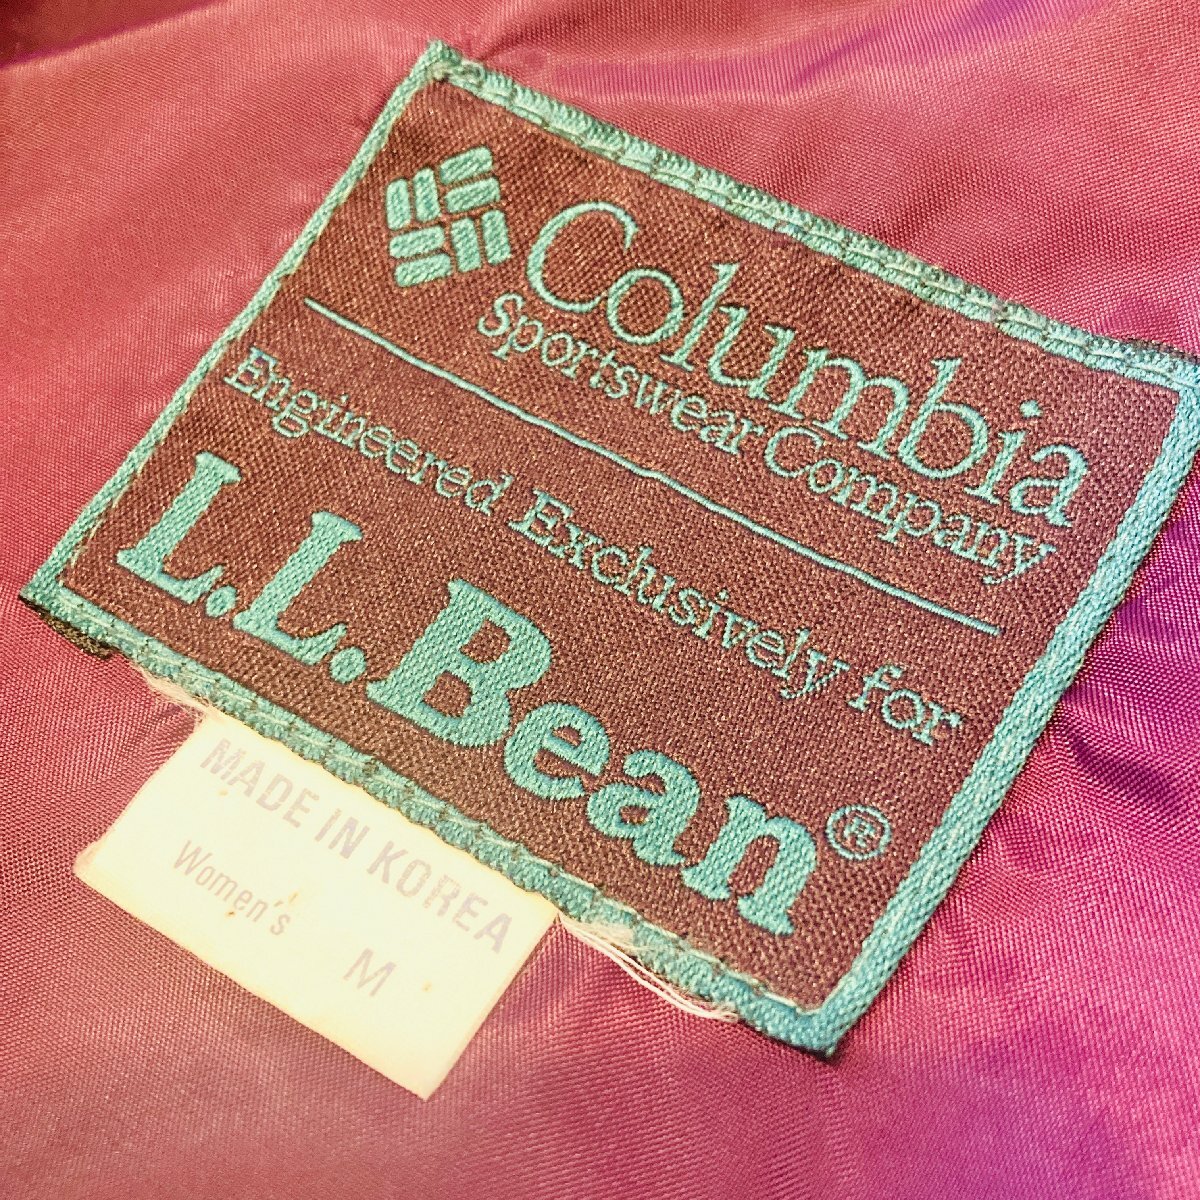 Columbia
Sportswear Company
Engineered Exclusively for
L.L.Bean®
MADE IN KOREA
Women's
M